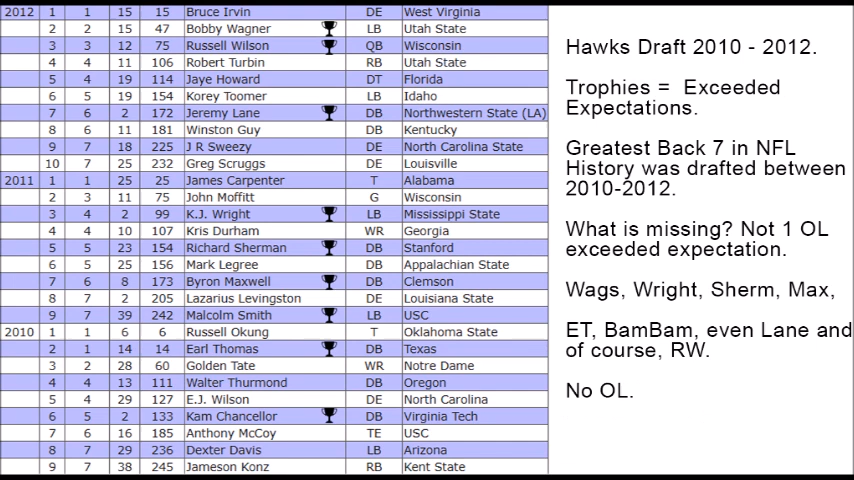 2012 1 1 15 15 Bruce Irvin DE West Virginia
2 2 15 47 Bobby Wagner LB Utah State
3 3 12 75 Russell Wilson QB Wisconsin
4 4 11 106 Robert Turbin RB Utah State
5 4 19 114 Jaye Howard DT Florida
6 5 19 154 Korey Toomer LB Idaho
7 6 2 172 Jeremy Lane DB Northwestern State (LA)
8 6 11 181 Winston Guy DB Kentucky
9 7 18 225 J R Sweezy DE North Carolina State
10 7 25 232 Greg Scruggs DE Louisville
2011 1 1 25 25 James Carpenter T Alabama
2 3 11 75 John Moffitt G Wisconsin
3 4 2 99 K.J. Wright LB Mississippi State
4 4 10 107 Kris Durham WR Georgia
5 5 23 154 Richard Sherman DB Stanford
6 5 25 156 Mark Legree DB Appalachian State
7 6 8 173 Byron Maxwell DB Clemson
8 7 2 205 Lazarius Levingston DE Louisiana State
9 7 39 242 Malcolm Smith LB USC
2010 1 1 6 6 Russell Okung T Oklahoma State
2 1 14 14 Earl Thomas DB Texas
3 2 28 60 Golden Tate WR Notre Dame
4 4 13 111 Walter Thurmond DB Oregon
5 4 29 127 E.J. Wilson DE North Carolina
6 5 2 133 Kam Chancellor DB Virginia Tech
7 6 16 185 Anthony McCoy TE USC
8 7 29 236 Dexter Davis LB Arizona
9 7 38 245 Jameson Konz RB Kent State
Hawks Draft 2010 - 2012.
Trophies = Exceeded
Expectations.
Greatest Back 7 in NFL
History was drafted between
2010-2012.
What is missing? Not 1 OL
exceeded expectation.
Wags, Wright, Sherm, Max,
ET, BamBam, even Lane and
of course, RW.
No OL.